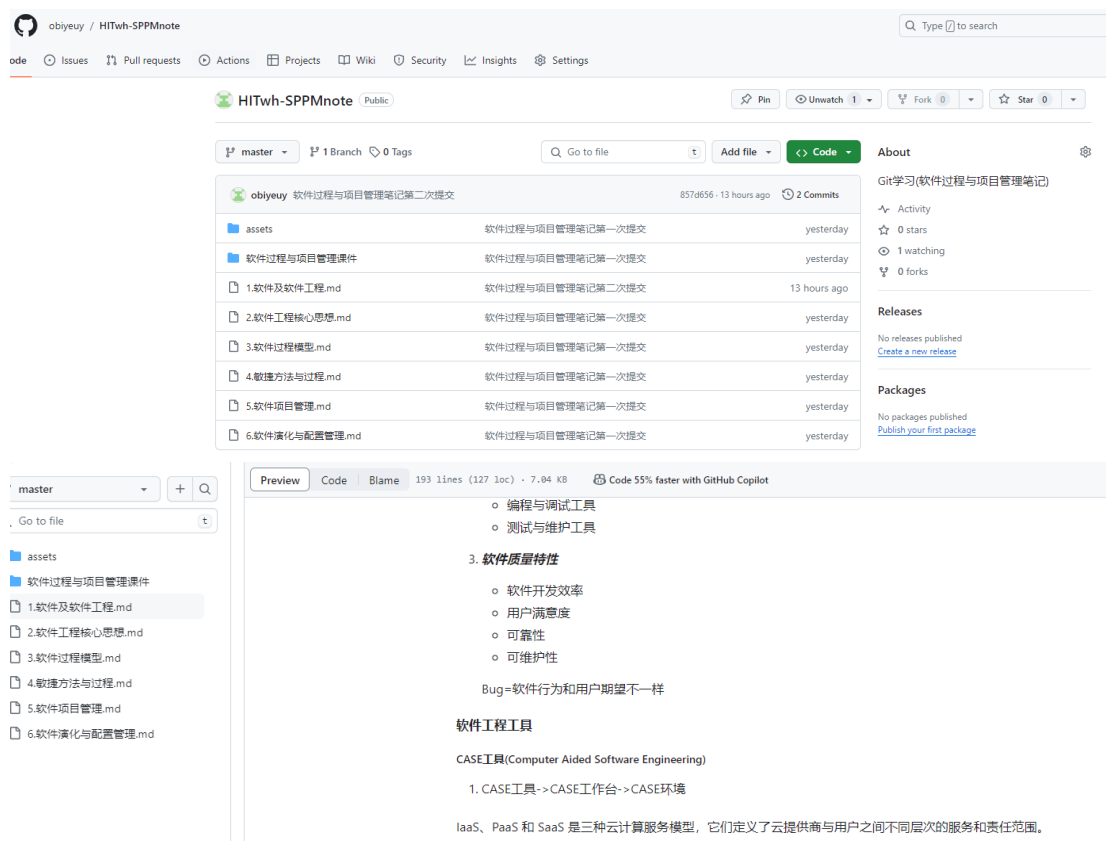 obiyeuy / HITwh-SPPMnote
Type / to search
ode Issues Pull requests Actions Projects Wiki Security Insights Settings
HITwh-SPPMnote Public
Pin Unwatch 1 Fork 0 Star 0
master 1 Branch 0 Tags
Go to file t
Add file
<> Code
obiyeuy 软件过程与项目管理笔记第二次提交 857d656 · 13 hours ago 2 Commits
assets 软件过程与项目管理笔记第一次提交 yesterday
软件过程与项目管理课件 软件过程与项目管理笔记第一次提交 yesterday
1.软件及软件工程.md 软件过程与项目管理笔记第二次提交 13 hours ago
2.软件工程核心思想.md 软件过程与项目管理笔记第一次提交 yesterday
3.软件过程模型.md 软件过程与项目管理笔记第一次提交 yesterday
4.敏捷方法与过程.md 软件过程与项目管理笔记第一次提交 yesterday
5.软件项目管理.md 软件过程与项目管理笔记第一次提交 yesterday
6.软件演化与配置管理.md 软件过程与项目管理笔记第一次提交 yesterday
About
Git学习(软件过程与项目管理笔记)
Activity
0 stars
1 watching
0 forks
Releases
No releases published
Create a new release
Packages
No packages published
Publish your first package
master
Go to file t
assets
软件过程与项目管理课件
1.软件及软件工程.md
2.软件工程核心思想.md
3.软件过程模型.md
4.敏捷方法与过程.md
5.软件项目管理.md
6.软件演化与配置管理.md
Preview Code Blame 193 lines (127 loc) · 7.04 KB Code 55% faster with GitHub Copilot
编程与调试工具
测试与维护工具
3. 软件质量特性
软件开发效率
用户满意度
可靠性
可维护性
Bug=软件行为和用户期望不一样
软件工程工具
CASE工具(Computer Aided Software Engineering)
1. CASE工具->CASE工作台->CASE环境
IaaS、PaaS 和 SaaS 是三种云计算服务模型，它们定义了云提供商与用户之间不同层次的服务和责任范围。